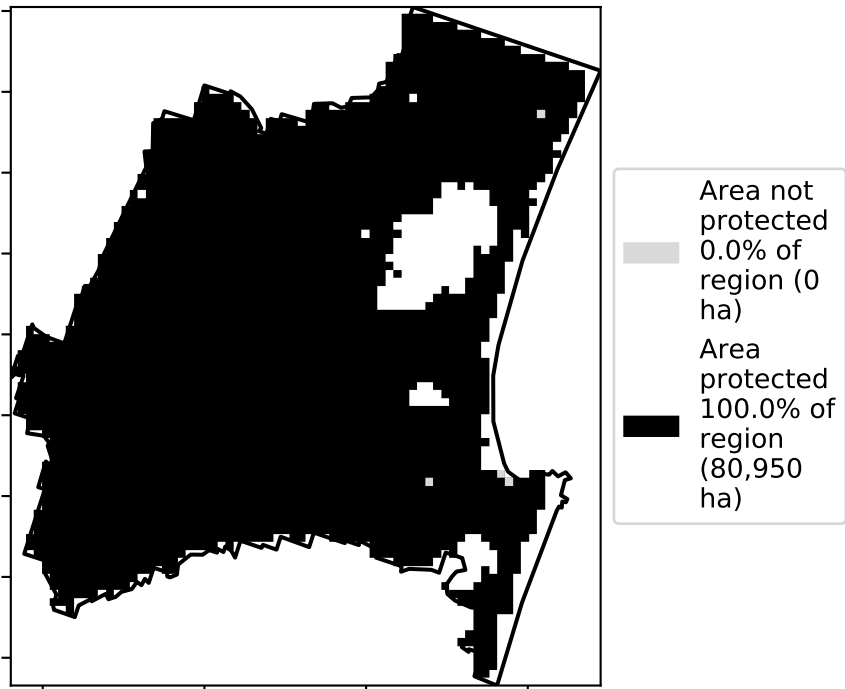 Area not
protected
0.0% of
region (0
ha)
Area
protected
100.0% of
region
(80,950
ha)